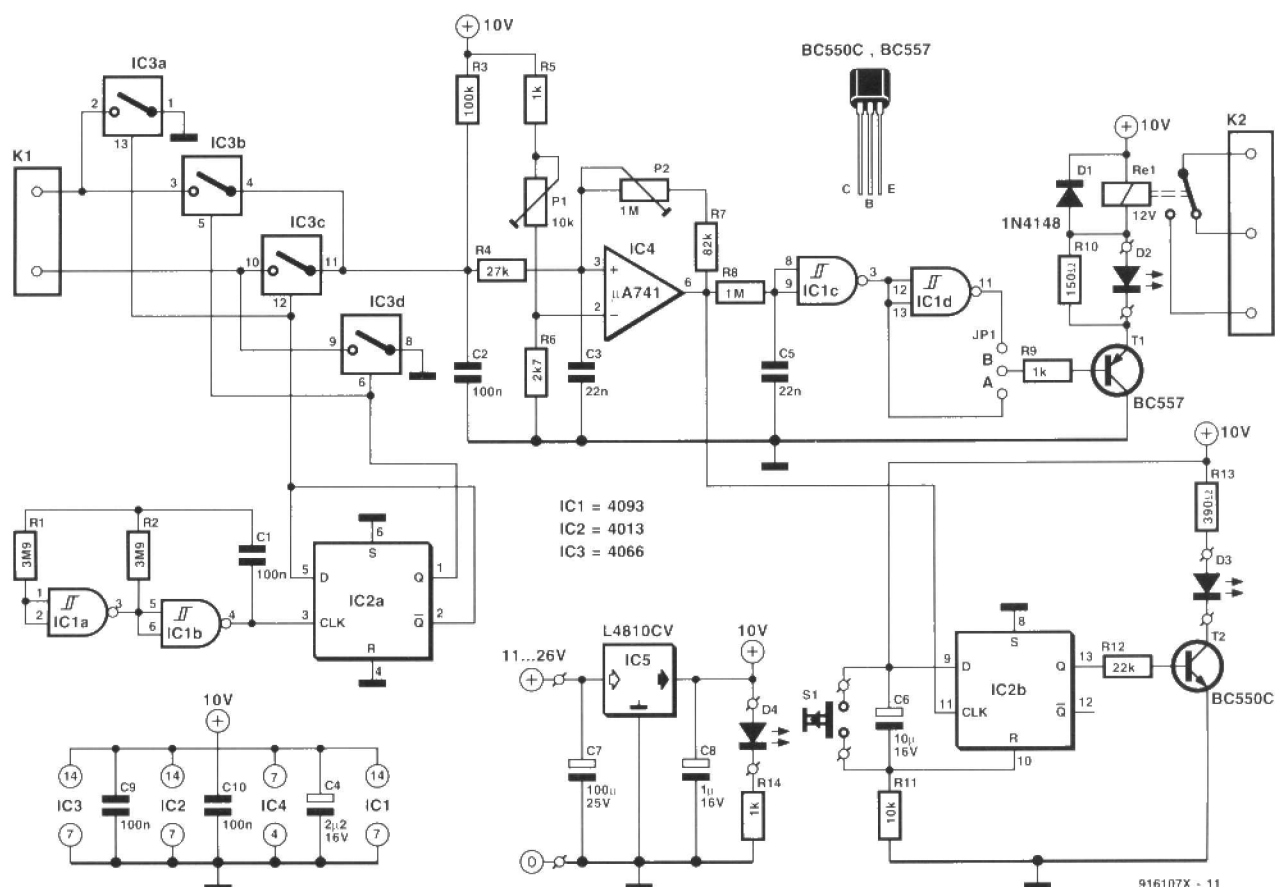 10V
BC550C , BC557
C
B
E
K1
IC3a
2
1
13
IC3b
3
4
5
IC3c
10
11
12
IC3d
9
8
6
R3
100k
R5
1k
P1
10k
R4
27k
P2
1M
R7
82k
IC4
3
+
µA741
2
−
6
R6
2k7
C2
100n
C3
22n
R8
1M
C5
22n
8
9
IC1c
3
12
13
IC1d
11
JP1
B
A
R9
1k
10V
D1
1N4148
Re1
12V
R10
150Ω
D2
T1
BC557
K2
R1
3M9
R2
3M9
C1
100n
1
2
IC1a
3
5
6
IC1b
4
6
S
5
D
Q
1
IC2a
3
CLK
Q
2
R
4
IC1 = 4093
IC2 = 4013
IC3 = 4066
10V
R13
390Ω
D3
T2
BC550C
R12
22k
8
S
9
D
Q
13
IC2b
11
CLK
Q
12
R
10
S1
C6
10µ
16V
R11
10k
L4810CV
11...26V
IC5
10V
C7
100µ
25V
C8
1µ
16V
D4
R14
1k
0
10V
14
IC3
7
C9
100n
14
IC2
7
C10
100n
7
IC4
4
C4
2µ2
16V
14
IC1
7
916107X - 11